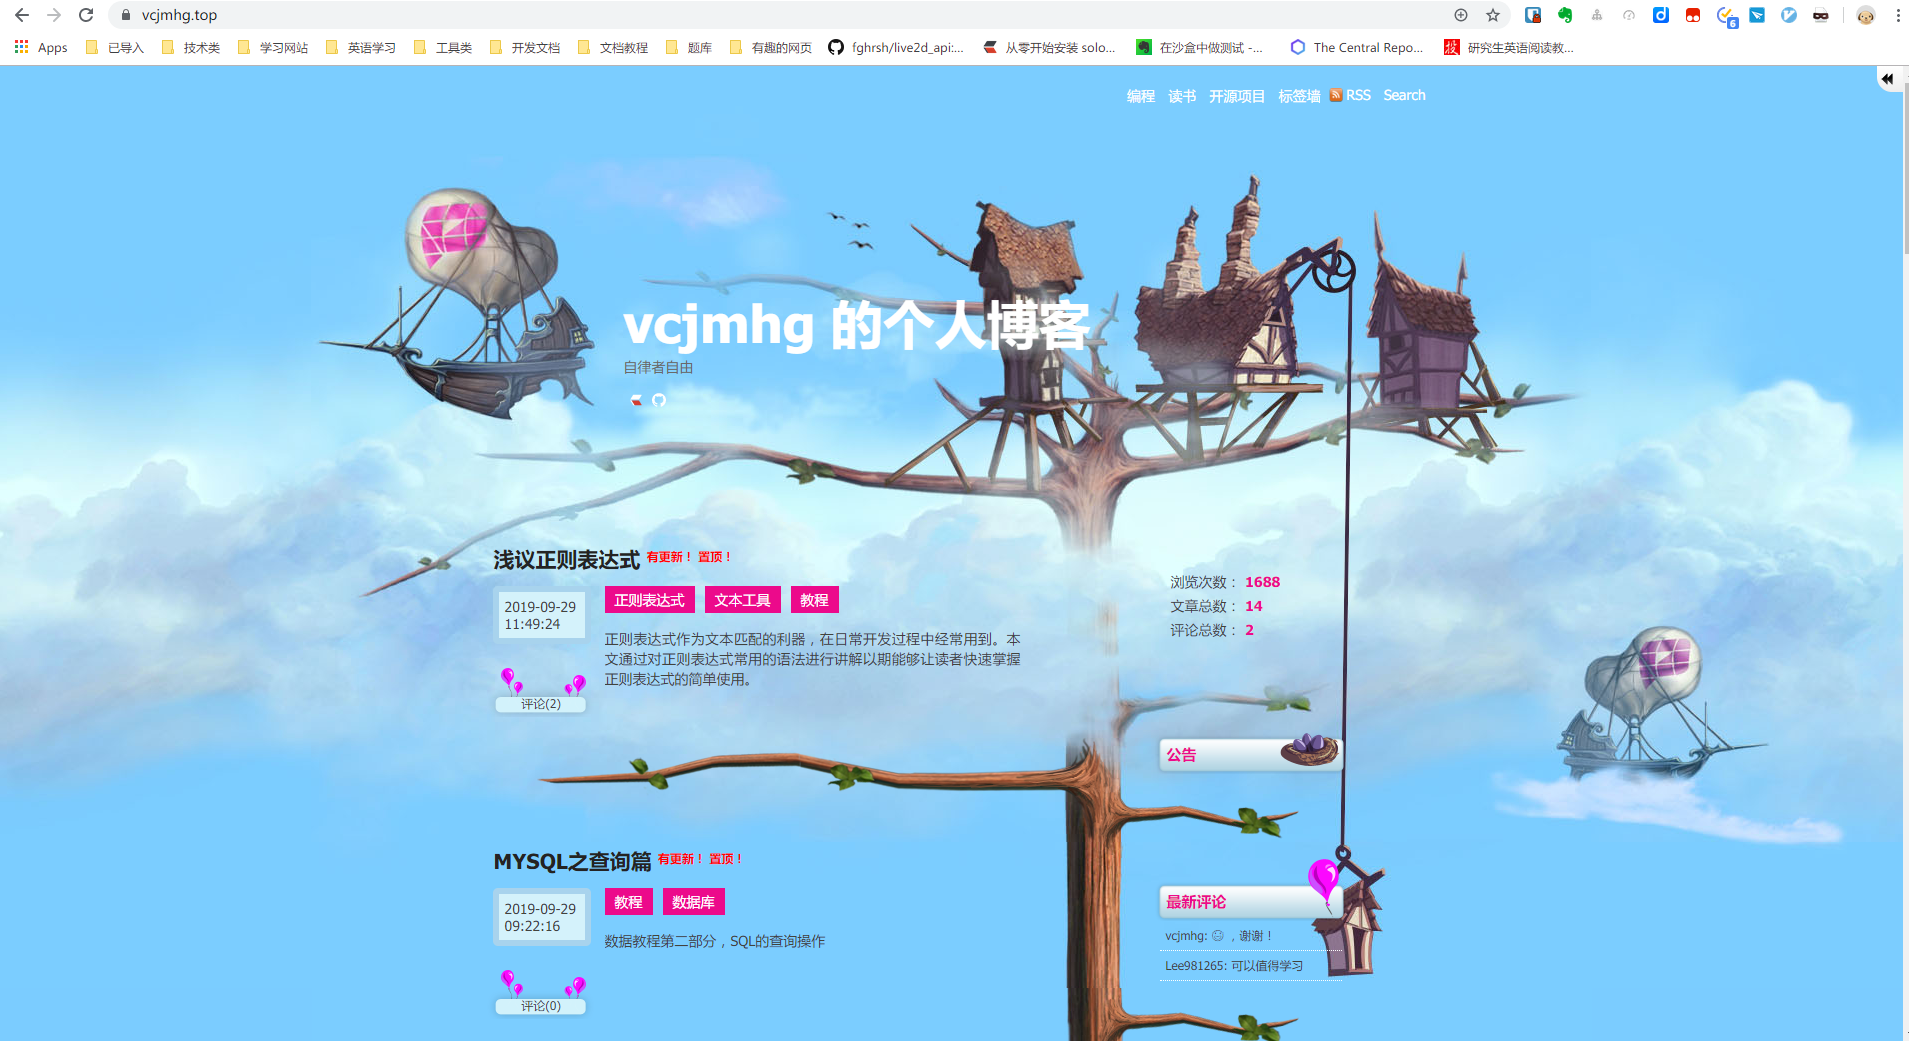 vcjmhg.top
Apps 已导入 技术类 学习网站 英语学习 工具类 开发文档 文档教程 题库 有趣的网页 fghrsh/live2d_api:... 从零开始安装 solo... 在沙盒中做测试 -... The Central Repo... 研究生英语阅读教...
编程 读书 开源项目 标签墙 RSS Search
vcjmhg 的个人博客
自律者自由
浅议正则表达式 有更新！ 置顶！
2019-09-29
11:49:24
正则表达式 文本工具 教程
正则表达式作为文本匹配的利器，在日常开发过程中经常用到。本
文通过对正则表达式常用的语法进行讲解以期能够让读者快速掌握
正则表达式的简单使用。
评论(2)
浏览次数： 1688
文章总数： 14
评论总数： 2
公告
MYSQL之查询篇 有更新！ 置顶！
2019-09-29
09:22:16
教程 数据库
数据教程第二部分，SQL的查询操作
评论(0)
最新评论
vcjmhg: ，谢谢！
Lee981265: 可以值得学习
6